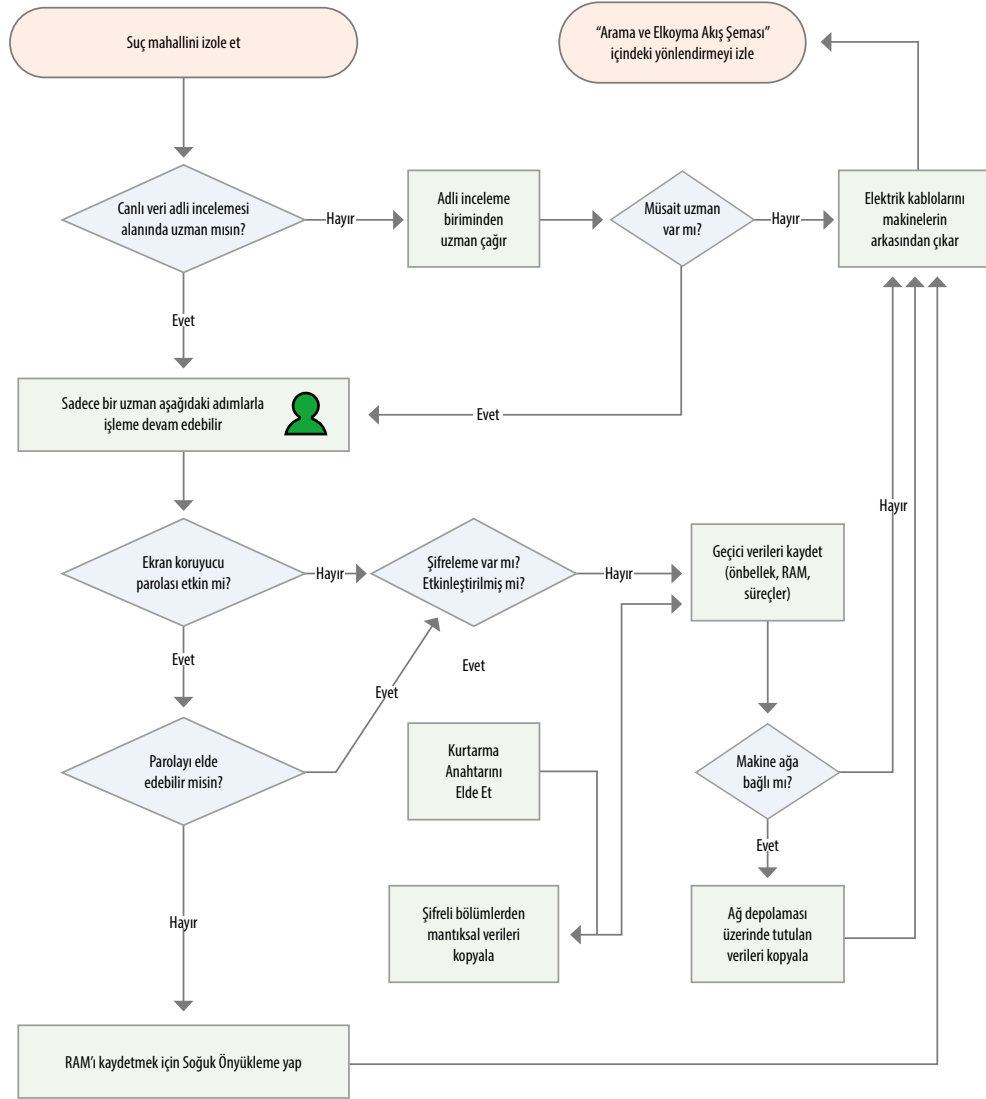 Suç mahallini izole et
“Arama ve Elkoyma Akış Şeması”
içindeki yönlendirmeyi izle
Canlı veri adli incelemesi
alanında uzman mısın?
Hayır
Adli inceleme
biriminden
uzman çağır
Müsait uzman
var mı?
Hayır
Elektrik kablolarını
makinelerin
arkasından çıkar
Evet
Sadece bir uzman aşağıdaki adımlarla
işleme devam edebilir
Evet
Hayır
Ekran koruyucu
parolası etkin mi?
Hayır
Şifreleme var mı?
Etkinleştirilmiş mi?
Hayır
Geçici verileri kaydet
(önbellek, RAM,
süreçler)
Evet
Evet
Evet
Parolayı elde
edebilir misin?
Kurtarma
Anahtarını
Elde Et
Makine ağa
bağlı mı?
Evet
Hayır
Şifreli bölümlerden
mantıksal verileri
kopyala
Ağ depolaması
üzerinde tutulan
verileri kopyala
RAM’ı kaydetmek için Soğuk Önyükleme yap